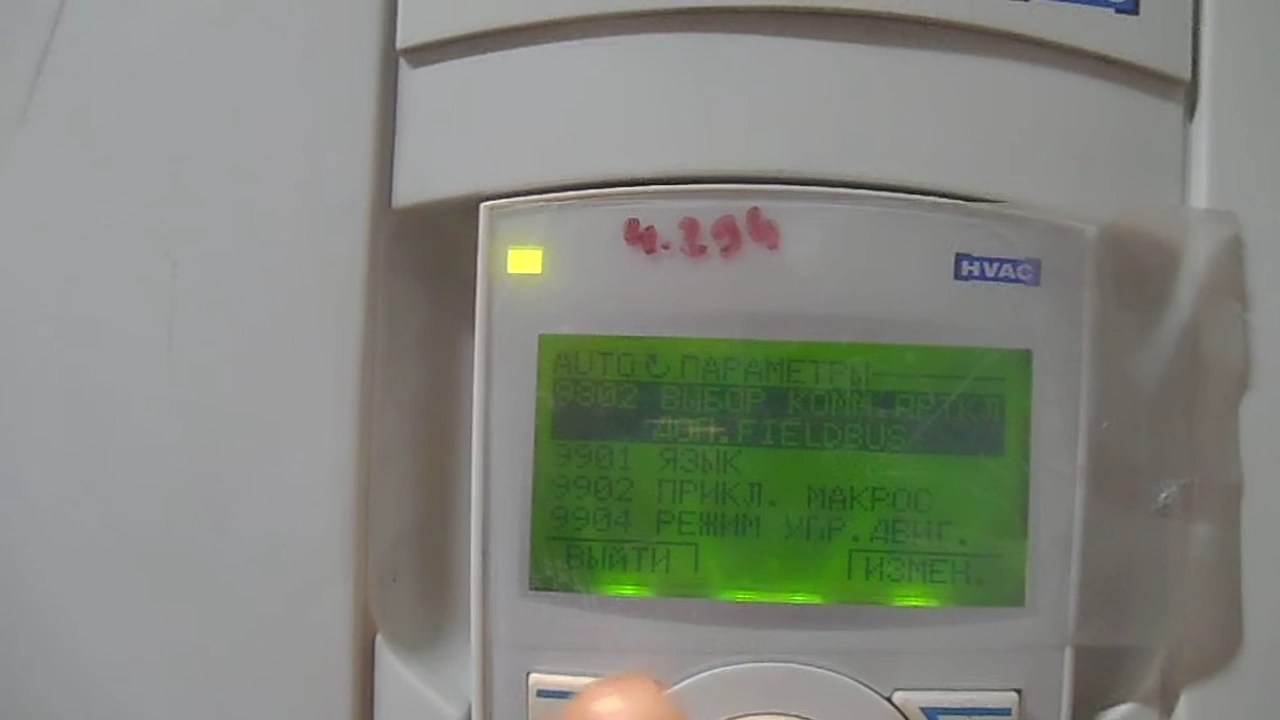 4.294
HVAC
AUTO ↻ ПАРАМЕТРЫ
9802 ВЫБОР КОММ.ПРТКЛ
ДОП.FIELDBUS
9901 ЯЗЫК
9902 ПРИКЛ. МАКРОС
9904 РЕЖИМ УПР.ДВИГ.
ВЫЙТИ ИЗМЕН.